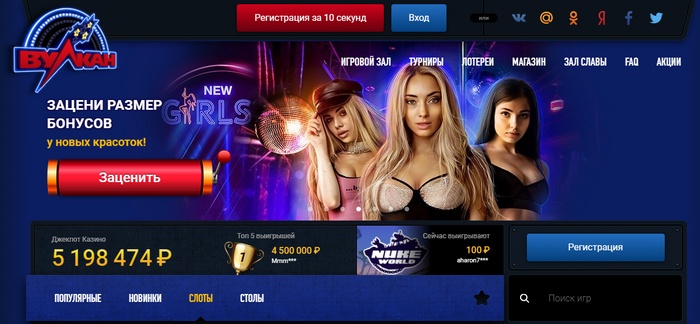 Регистрация за 10 секунд
Вход
или
ВУЛКАН
ИГРОВОЙ ЗАЛ
ТУРНИРЫ
ЛОТЕРЕИ
МАГАЗИН
ЗАЛ СЛАВЫ
FAQ
АКЦИИ
ЗАЦЕНИ РАЗМЕР
БОНУСОВ
у новых красоток!
NEW
GIRLS
Заценить
Джекпот Казино
5 198 474 ₽
Топ 5 выигрышей
1
4 500 000 ₽
Mmm***
Сейчас выигрывают
NUKE
WORLD
100 ₽
aharon7***
Регистрация
ПОПУЛЯРНЫЕ
НОВИНКИ
СЛОТЫ
СТОЛЫ
Поиск игр